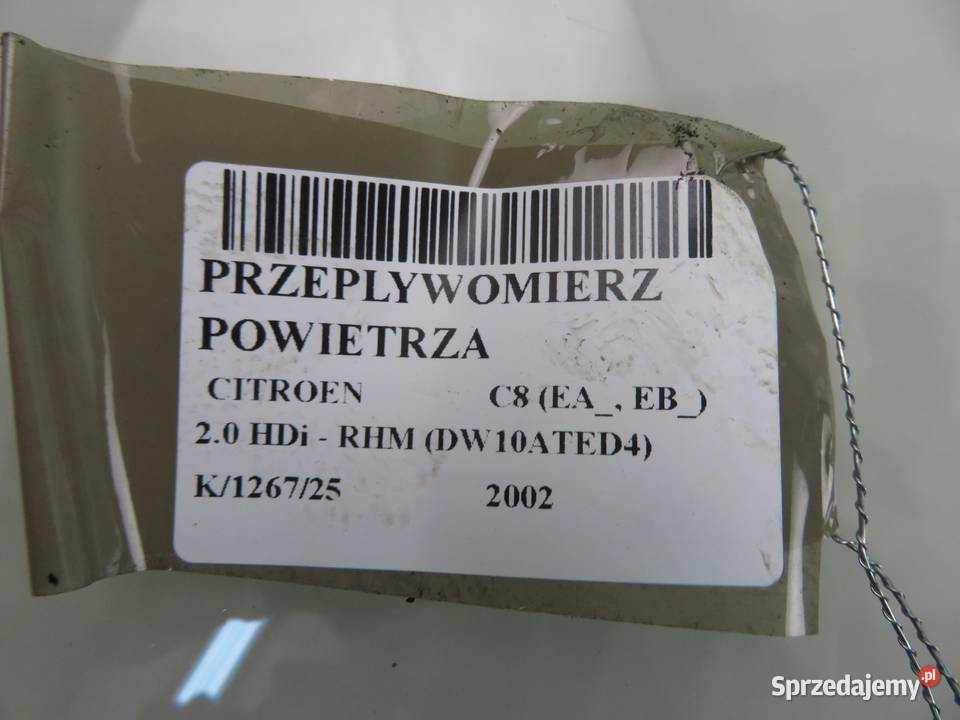 PRZEPLYWOMIERZ
POWIETRZA
CITROEN C8 (EA_, EB_)
2.0 HDi - RHM (DW10ATED4)
K/1267/25 2002
Sprzedajemy.pl